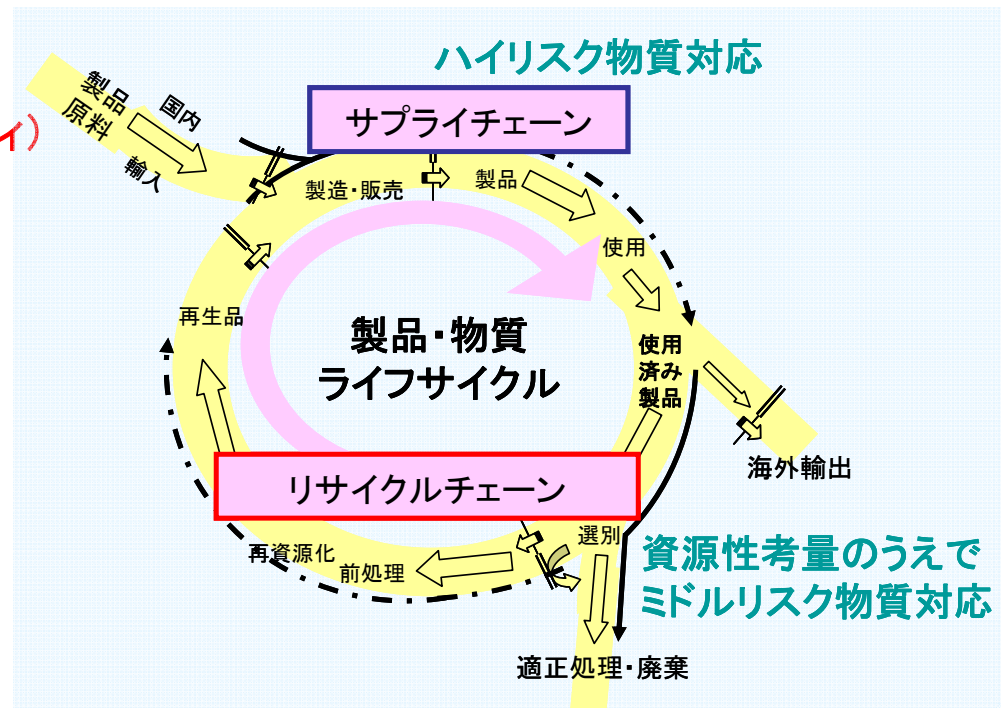 ハイリスク物質対応
製品
原料
国内
輸入
ィ)
サプライチェーン
製造・販売
製品
使用
再生品
製品・物質
ライフサイクル
使用
済み
製品
海外輸出
リサイクルチェーン
選別
再資源化
前処理
資源性考量のうえで
ミドルリスク物質対応
適正処理・廃棄